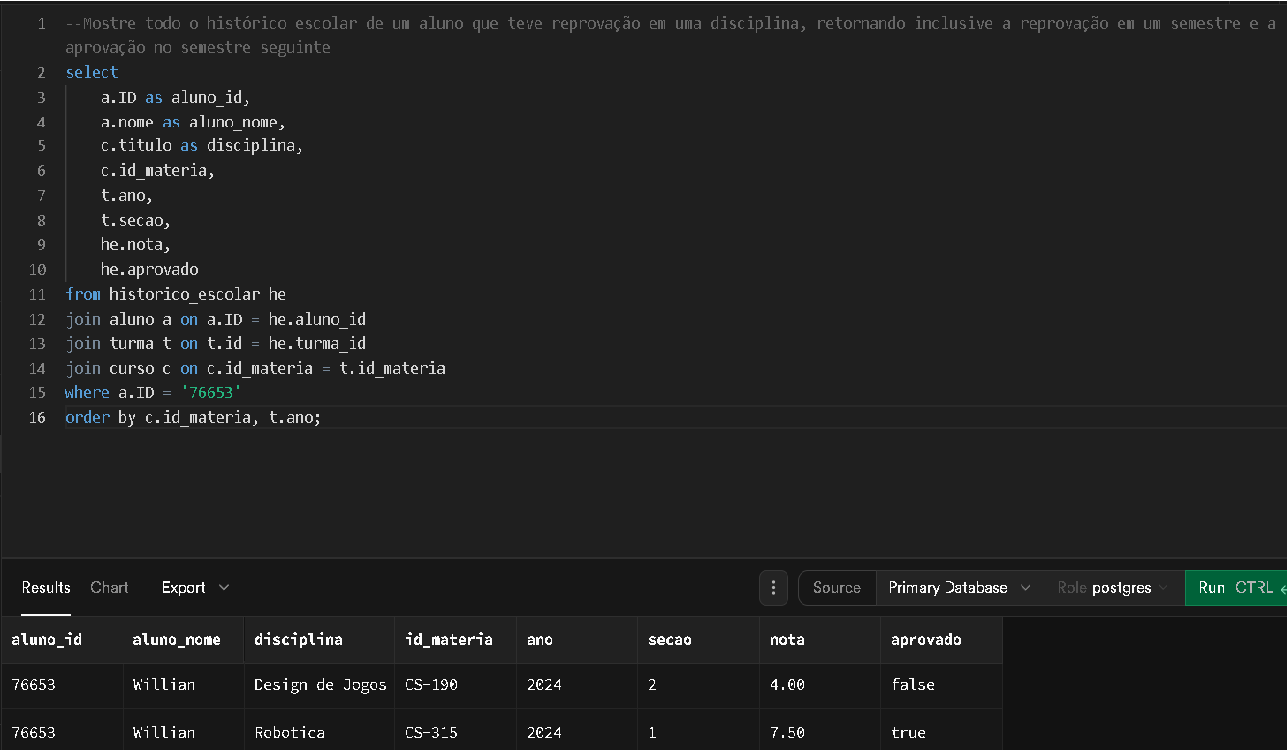 1 --Mostre todo o histórico escolar de um aluno que teve reprovação em uma disciplina, retornando inclusive a reprovação em um semestre e a
aprovação no semestre seguinte
2 select
3 a.ID as aluno_id,
4 a.nome as aluno_nome,
5 c.titulo as disciplina,
6 c.id_materia,
7 t.ano,
8 t.secao,
9 he.nota,
10 he.aprovado
11 from historico_escolar he
12 join aluno a on a.ID = he.aluno_id
13 join turma t on t.id = he.turma_id
14 join curso c on c.id_materia = t.id_materia
15 where a.ID = '76653'
16 order by c.id_materia, t.ano;
Results Chart Export Source Primary Database Role postgres Run CTRL
aluno_id aluno_nome disciplina id_materia ano secao nota aprovado
76653 Willian Design de Jogos CS-190 2024 2 4.00 false
76653 Willian Robotica CS-315 2024 1 7.50 true